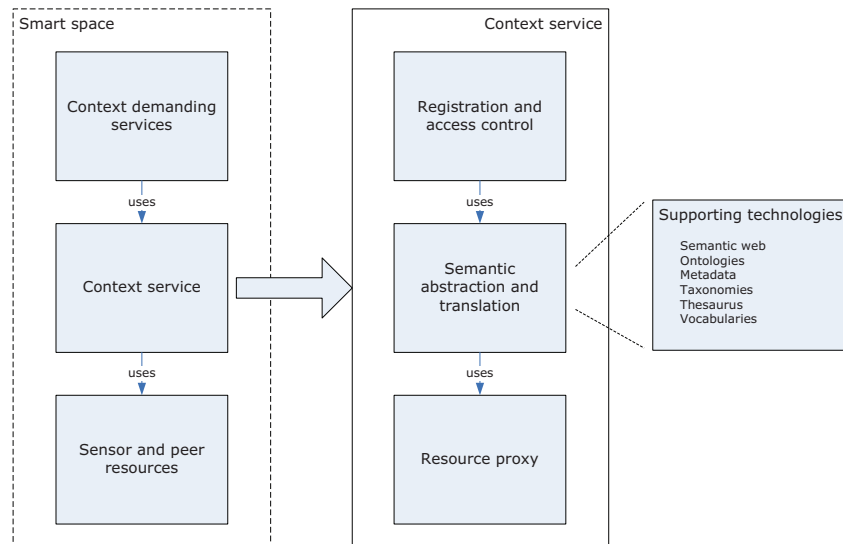 Smart space
Context demanding
services
uses
Context service
uses
Sensor and peer
resources
Context service
Registration and
access control
uses
Semantic
abstraction and
translation
uses
Resource proxy
Supporting technologies
Semantic web
Ontologies
Metadata
Taxonomies
Thesaurus
Vocabularies